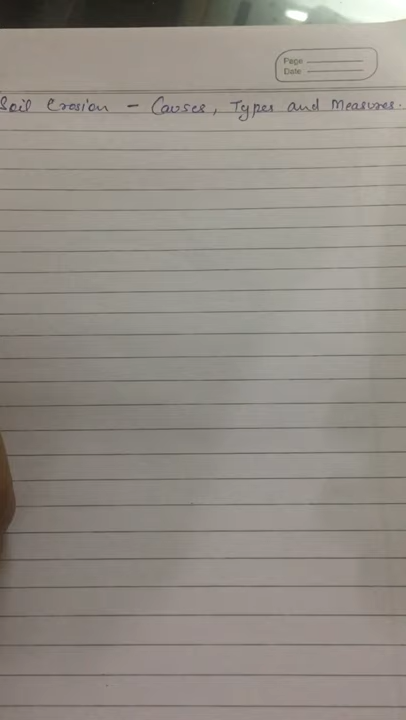 Page
Date
Soil Erosion - Causes, Types and Measures.